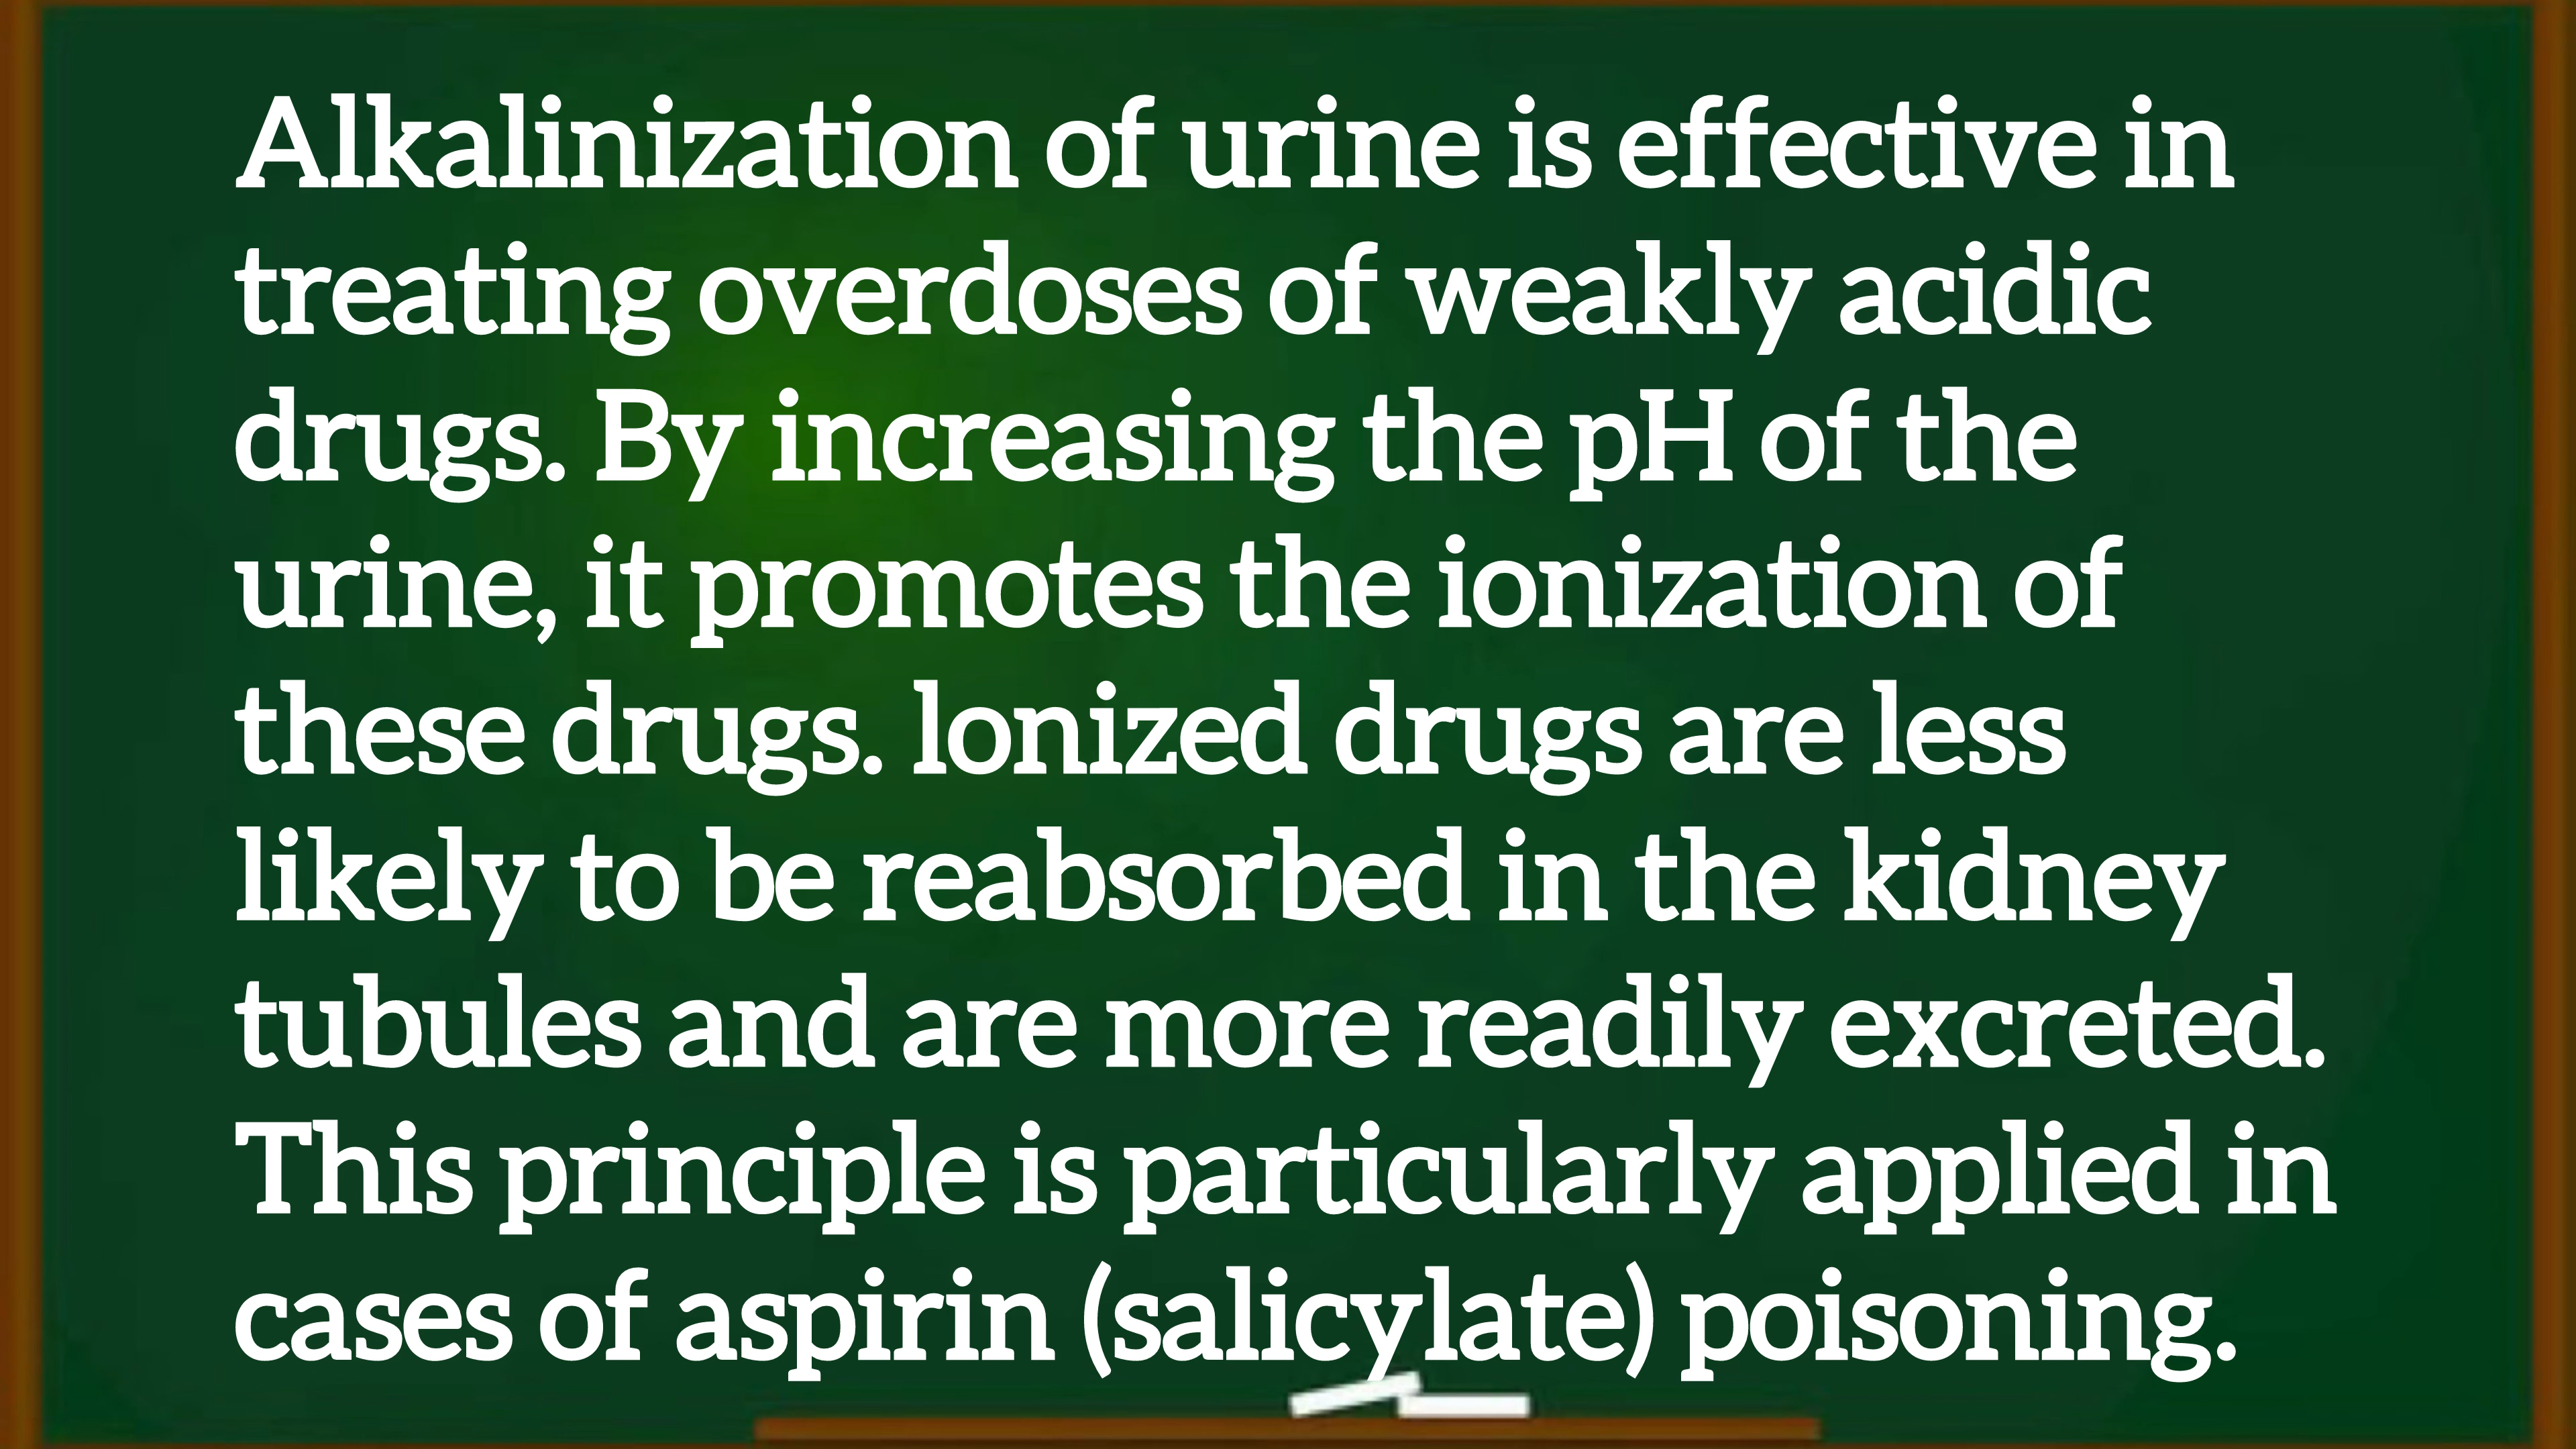 Alkalinization of urine is effective in
treating overdoses of weakly acidic
drugs. By increasing the pH of the
urine, it promotes the ionization of
these drugs. lonized drugs are less
likely to be reabsorbed in the kidney
tubules and are more readily excreted.
This principle is particularly applied in
cases of aspirin (salicylate) poisoning.